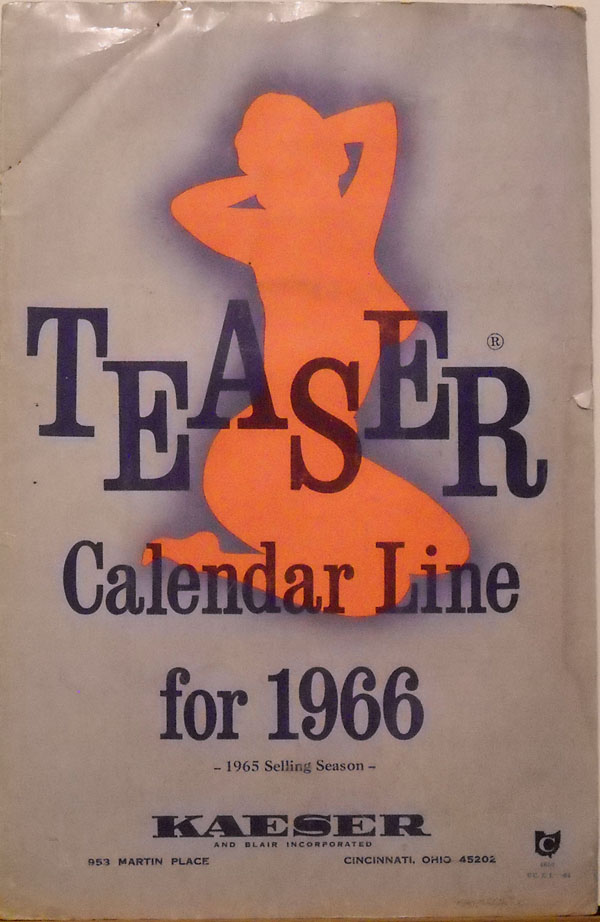 TEASER®
Calendar Line
for 1966
– 1965 Selling Season –
KAESER
AND BLAIR INCORPORATED
953 MARTIN PLACE
CINCINNATI, OHIO 45202
C